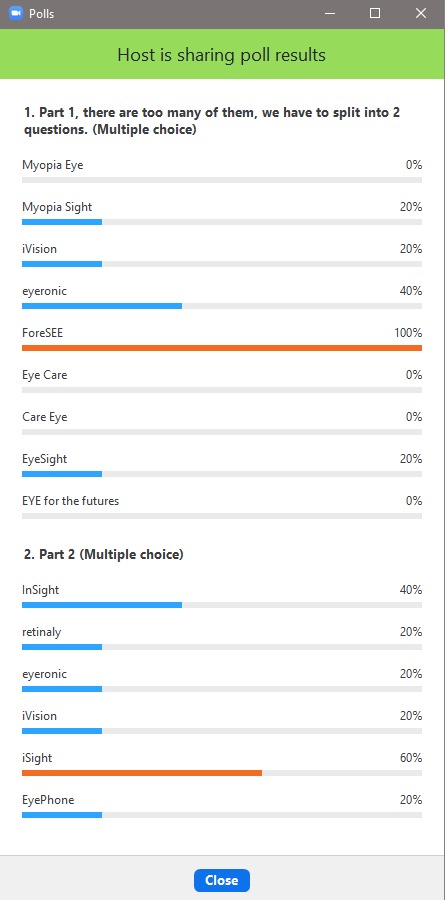 Polls
Host is sharing poll results
1. Part 1, there are too many of them, we have to split into 2
questions. (Multiple choice)
Myopia Eye 0%
Myopia Sight 20%
iVision 20%
eyeronic 40%
ForeSEE 100%
Eye Care 0%
Care Eye 0%
EyeSight 20%
EYE for the futures 0%
2. Part 2 (Multiple choice)
InSight 40%
retinaly 20%
eyeronic 20%
iVision 20%
iSight 60%
EyePhone 20%
Close